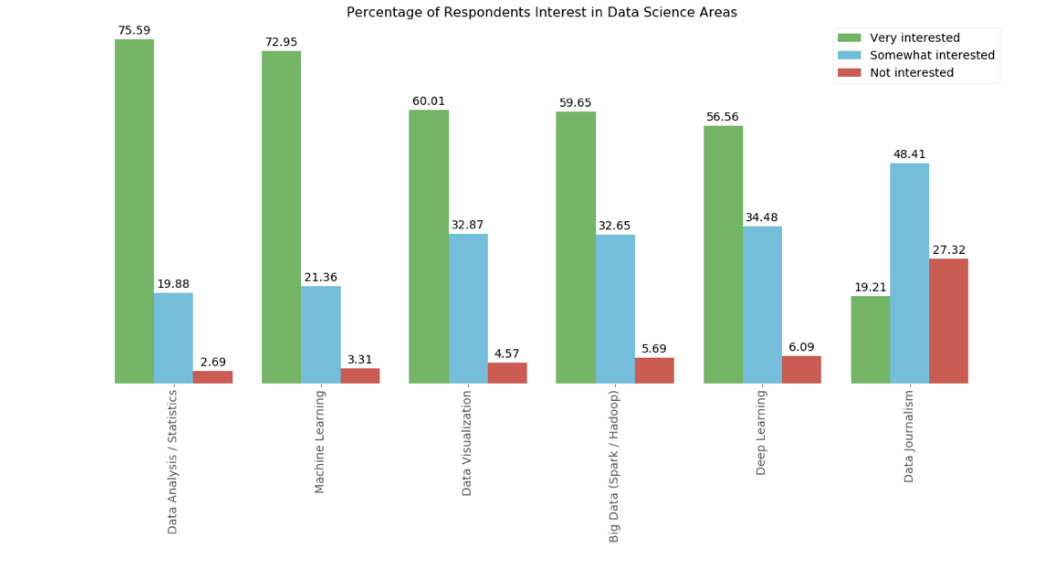 Percentage of Respondents Interest in Data Science Areas
Very interested
Somewhat interested
Not interested
75.59
19.88
2.69
72.95
21.36
3.31
60.01
32.87
4.57
59.65
32.65
5.69
56.56
34.48
6.09
19.21
48.41
27.32
Data Analysis / Statistics
Machine Learning
Data Visualization
Big Data (Spark / Hadoop)
Deep Learning
Data Journalism